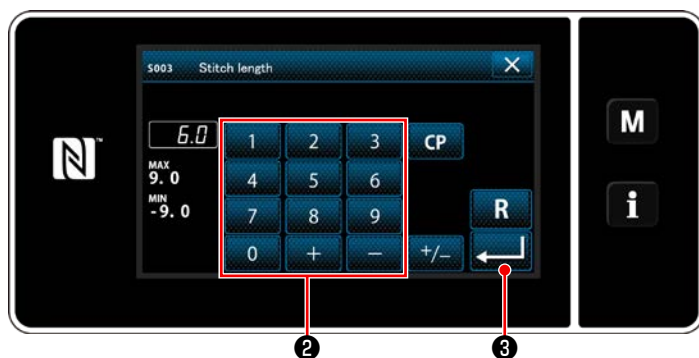 S003 Stitch length
6.0
1 2 3 CP
M
MAX
9.0
4 5 6
MIN
-9.0
7 8 9 R
i
0 + − +/−
❷ ❸